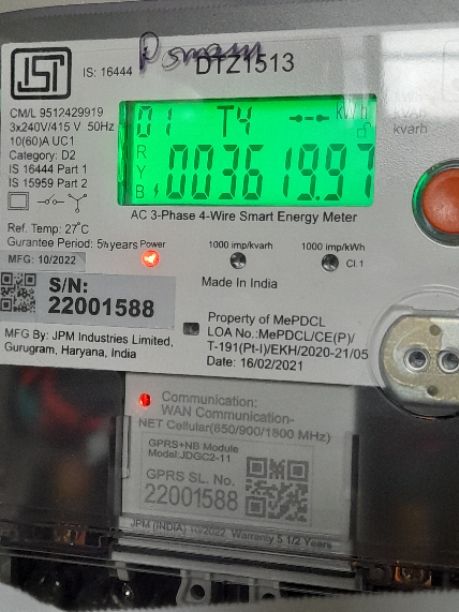 ISI
IS: 16444
DTZ1513
CM/L 9512429919
3x240V/415 V 50Hz
10(60)A UC1
Category: D2
IS 16444 Part 1
IS 15959 Part 2
01 T4 kWh
R
Y
B 003619.97
kVAh
kvarh
AC 3-Phase 4-Wire Smart Energy Meter
Ref. Temp: 27°C
Gurantee Period: 5½years
Power
1000 imp/kvarh
1000 imp/kWh
Cl.1
MFG: 10/2022
S/N:
22001588
Made In India
MFG By: JPM Industries Limited,
Gurugram, Haryana, India
Property of MePDCL
LOA No.:MePDCL/CE(P)/
T-191(Pt-I)/EKH/2020-21/05
Date: 16/02/2021
Communication:
WAN Communication-
NET Cellular(850/900/1800 MHz)
GPRS+NB Module
Model:JDGC2-11
GPRS SL. No.
22001588
JPM (INDIA) 10/2022 Warranty 5 1/2 Years